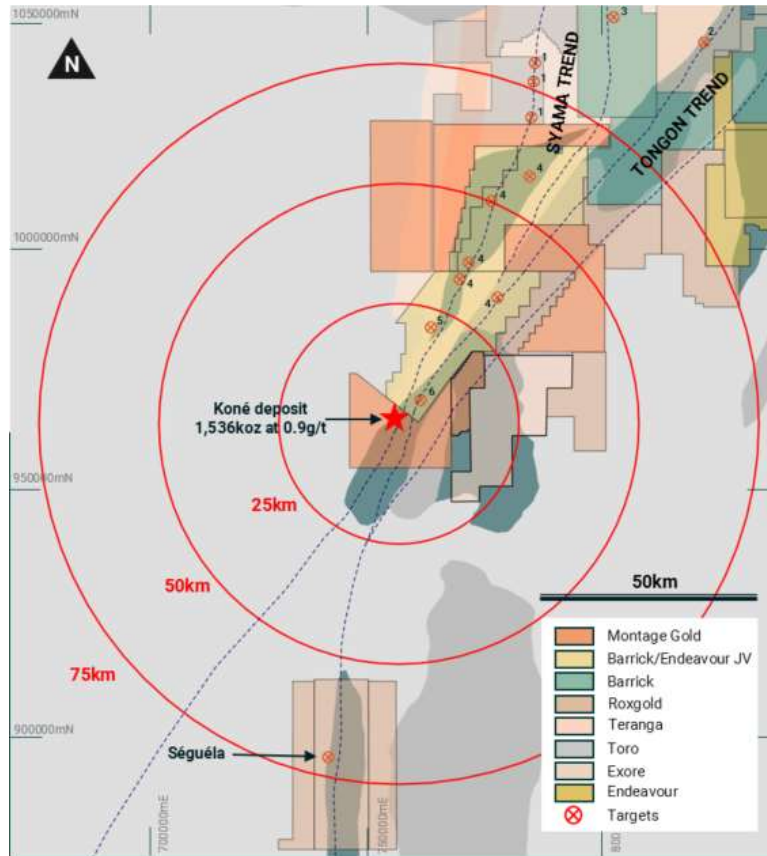 1050000mN
N
3
2
1
1
1
SYAMA TREND
TONGON TREND
4
4
1000000mN
4
4
4
5
6
Koné deposit
1,536koz at 0.9g/t
950000mN
25km
50km
50km
75km
Montage Gold
Barrick/Endeavour JV
Barrick
Roxgold
Teranga
Toro
Exore
Endeavour
Targets
900000mN
Séguéla
700000mE
750000mE